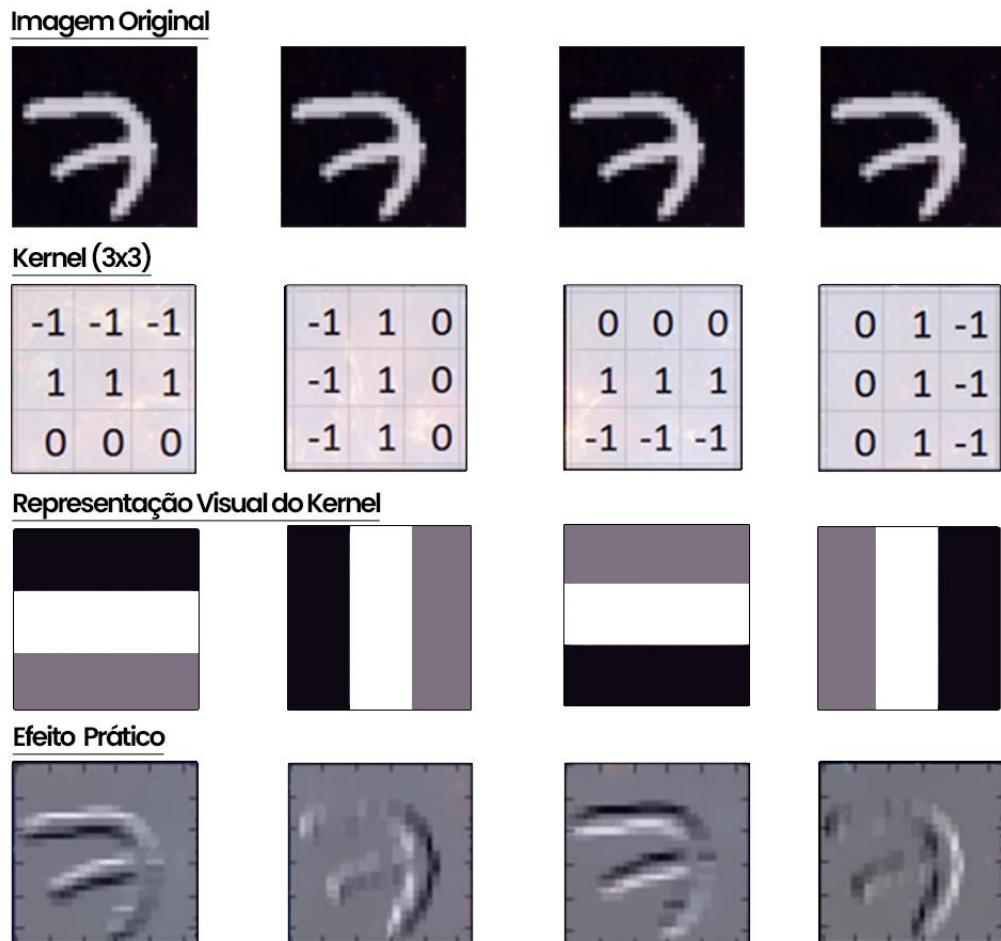 Imagem Original
Kernel (3x3)
-1 -1 -1 -1 1 0 0 0 0 0 1 -1
1 1 1 -1 1 0 1 1 1 0 1 -1
0 0 0 -1 1 0 -1 -1 -1 0 1 -1
Representação Visual do Kernel
Efeito Prático